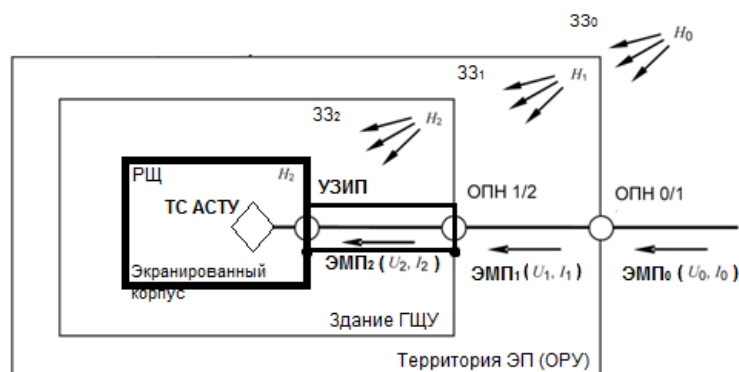 ЗЗ₀
H₀
ЗЗ₁
H₁
ЗЗ₂
H₂
РЩ
H₂
УЗИП
ОПН 1/2
ОПН 0/1
ТС АСТУ
ЭМП₂ (U₂, I₂)
ЭМП₁ (U₁, I₁)
ЭМП₀ (U₀, I₀)
Экранированный
корпус
Здание ГЩУ
Территория ЭП (ОРУ)